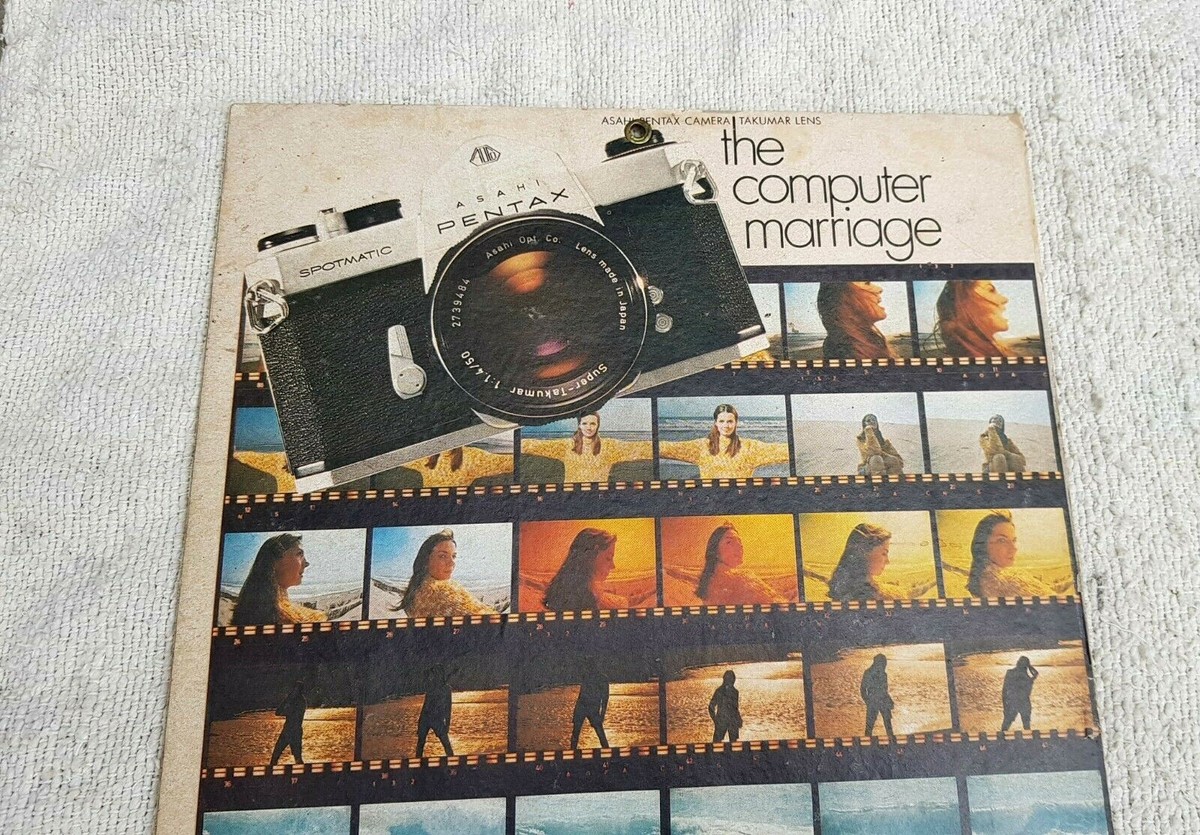 ASAHI PENTAX CAMERA TAKUMAR LENS
the
computer
marriage
ASAHI
PENTAX
SPOTMATIC
Asahi Opt. Co. Lens made in Japan
2739484
Super-Takumar 1:1.4/50